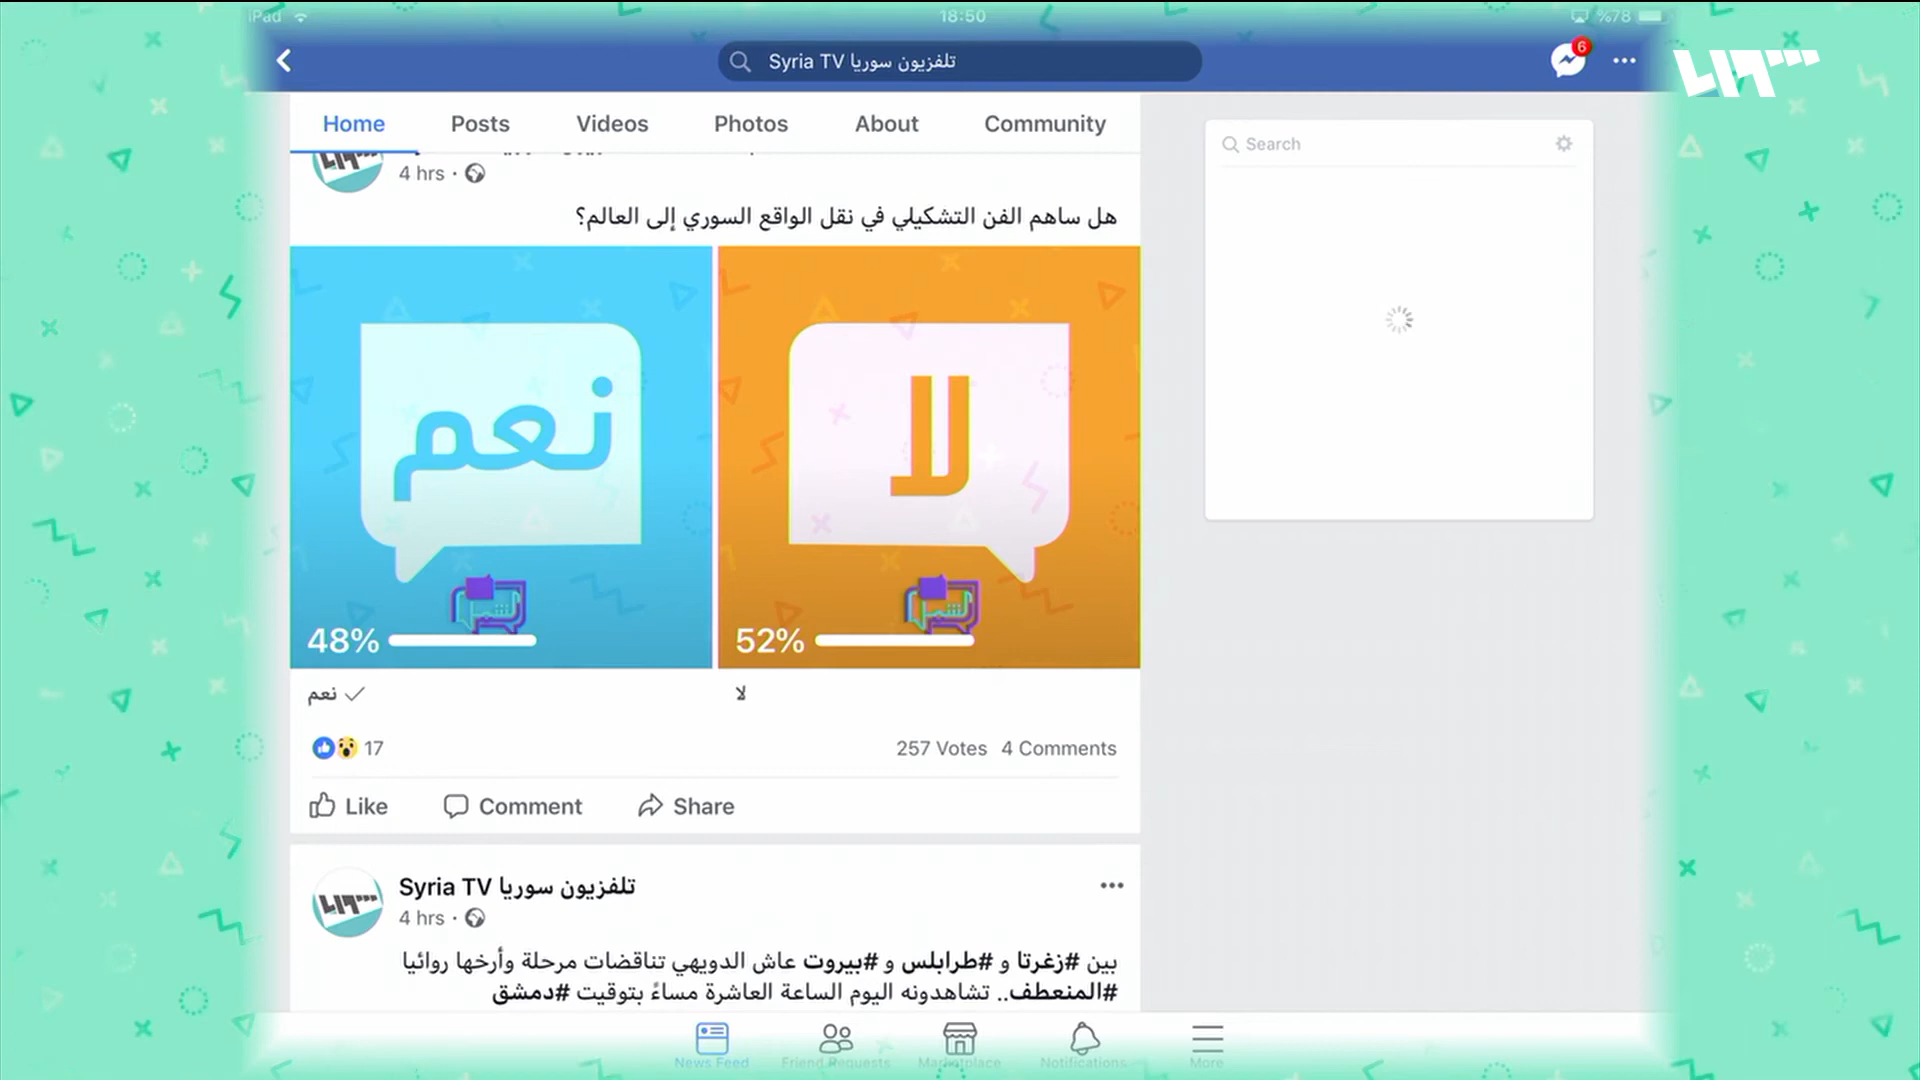 iPad
18:50
%78
تلفزيون سوريا Syria TV
6
Home Posts Videos Photos About Community
Search
4 hrs ·
هل ساهم الفن التشكيلي في نقل الواقع السوري إلى العالم؟
نعم
لا
48%
52%
نعم
لا
17
257 Votes 4 Comments
Like Comment Share
تلفزيون سوريا Syria TV
4 hrs ·
بين #زغرتا و #طرابلس و #بيروت عاش الدويهي تناقضات مرحلة وأرخها روائيا
#المنعطف.. تشاهدونه اليوم الساعة العاشرة مساءً بتوقيت #دمشق
News Feed Friend Requests Marketplace Notifications More